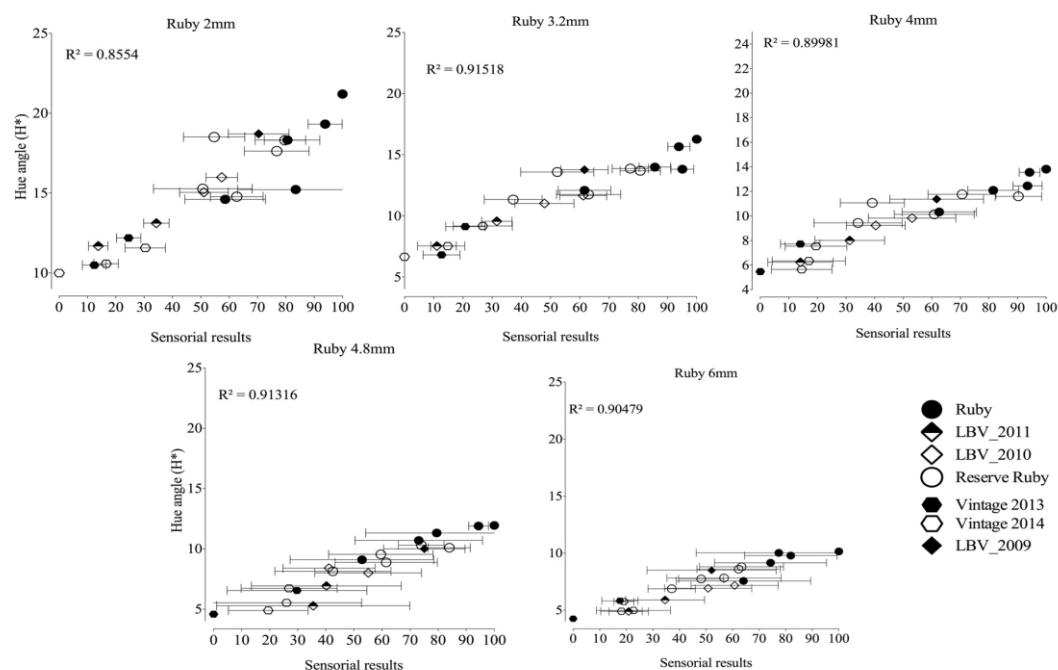 Ruby 2mm
R² = 0.8554
Hue angle (H*)
25
20
15
10
0 10 20 30 40 50 60 70 80 90 100
Sensorial results
Ruby 3.2mm
R² = 0.91518
25
20
15
10
5
0 10 20 30 40 50 60 70 80 90 100
Sensorial results
Ruby 4mm
R² = 0.89981
24
22
20
18
16
14
12
10
8
6
4
0 10 20 30 40 50 60 70 80 90 100
Sensorial results
Ruby 4.8mm
R² = 0.91316
Hue angle (H*)
25
20
15
10
5
0 10 20 30 40 50 60 70 80 90 100
Sensorial results
Ruby 6mm
R² = 0.90479
25
20
15
10
5
0 10 20 30 40 50 60 70 80 90 100
Sensorial results
Ruby
LBV_2011
LBV_2010
Reserve Ruby
Vintage 2013
Vintage 2014
LBV_2009